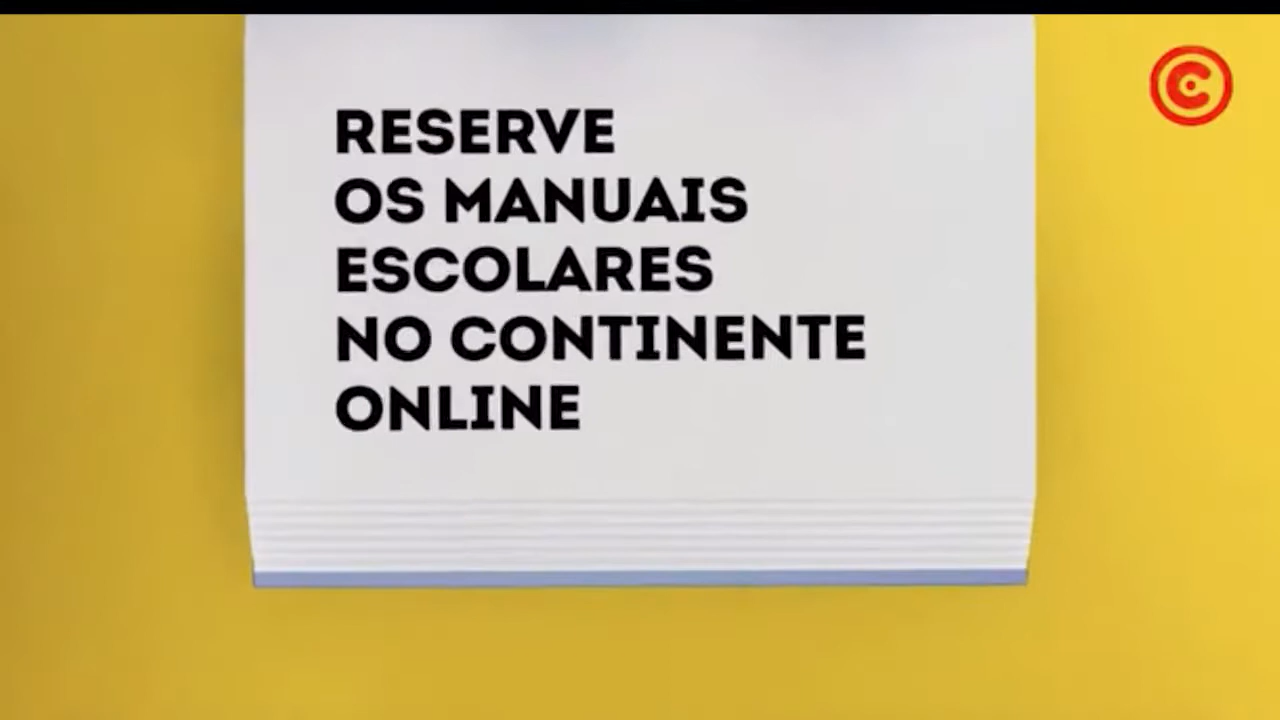 RESERVE
OS MANUAIS
ESCOLARES
NO CONTINENTE
ONLINE